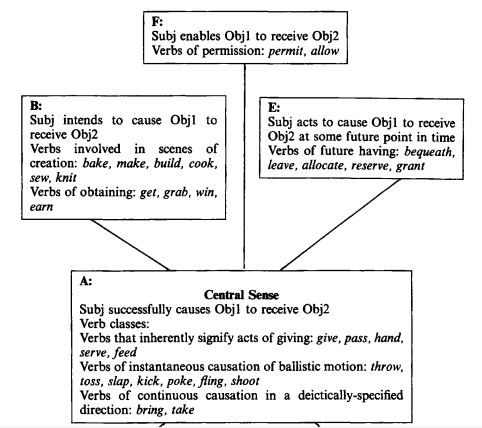 F:
Subj enables Obj1 to receive Obj2
Verbs of permission: permit, allow
B:
Subj intends to cause Obj1 to
receive Obj2
Verbs involved in scenes of
creation: bake, make, build, cook,
sew, knit
Verbs of obtaining: get, grab, win,
earn
E:
Subj acts to cause Obj1 to receive
Obj2 at some future point in time
Verbs of future having: bequeath,
leave, allocate, reserve, grant
A:
Central Sense
Subj successfully causes Obj1 to receive Obj2
Verb classes:
Verbs that inherently signify acts of giving: give, pass, hand,
serve, feed
Verbs of instantaneous causation of ballistic motion: throw,
toss, slap, kick, poke, fling, shoot
Verbs of continuous causation in a deictically-specified
direction: bring, take